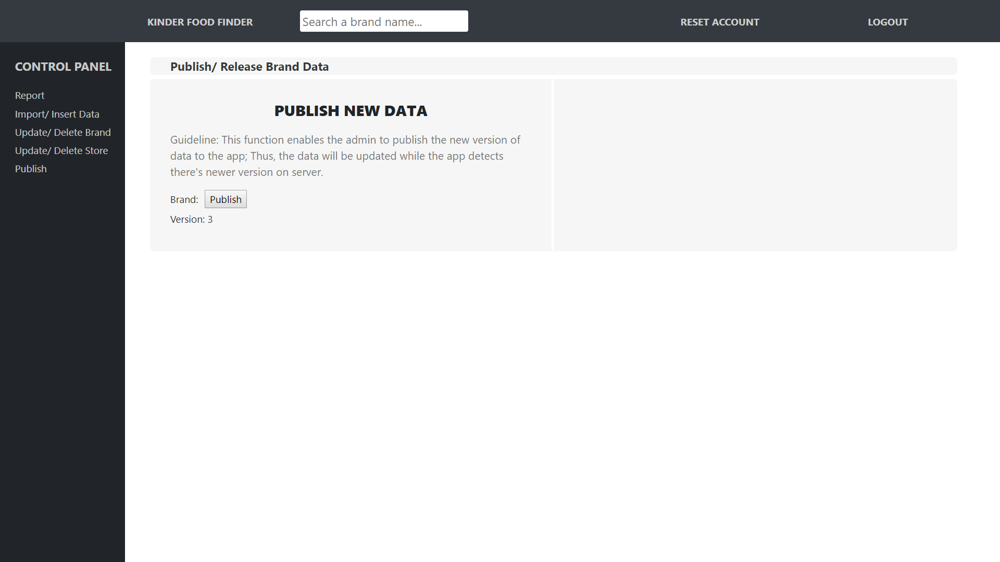 KINDER FOOD FINDER
Search a brand name...
RESET ACCOUNT
LOGOUT
CONTROL PANEL
Report
Import/ Insert Data
Update/ Delete Brand
Update/ Delete Store
Publish
Publish/ Release Brand Data
PUBLISH NEW DATA
Guideline: This function enables the admin to publish the new version of
data to the app; Thus, the data will be updated while the app detects
there's newer version on server.
Brand: Publish
Version: 3